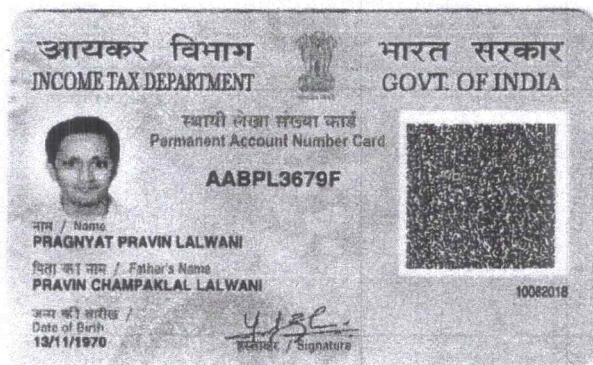 आयकर विभाग
INCOME TAX DEPARTMENT
भारत सरकार
GOVT. OF INDIA
स्थायी लेखा संख्या कार्ड
Permanent Account Number Card
AABPL3679F
नाम / Name
PRAGNYAT PRAVIN LALWANI
पिता का नाम / Father's Name
PRAVIN CHAMPAKLAL LALWANI
जन्म की तारीख /
Date of Birth
13/11/1970
हस्ताक्षर / Signature
10082018